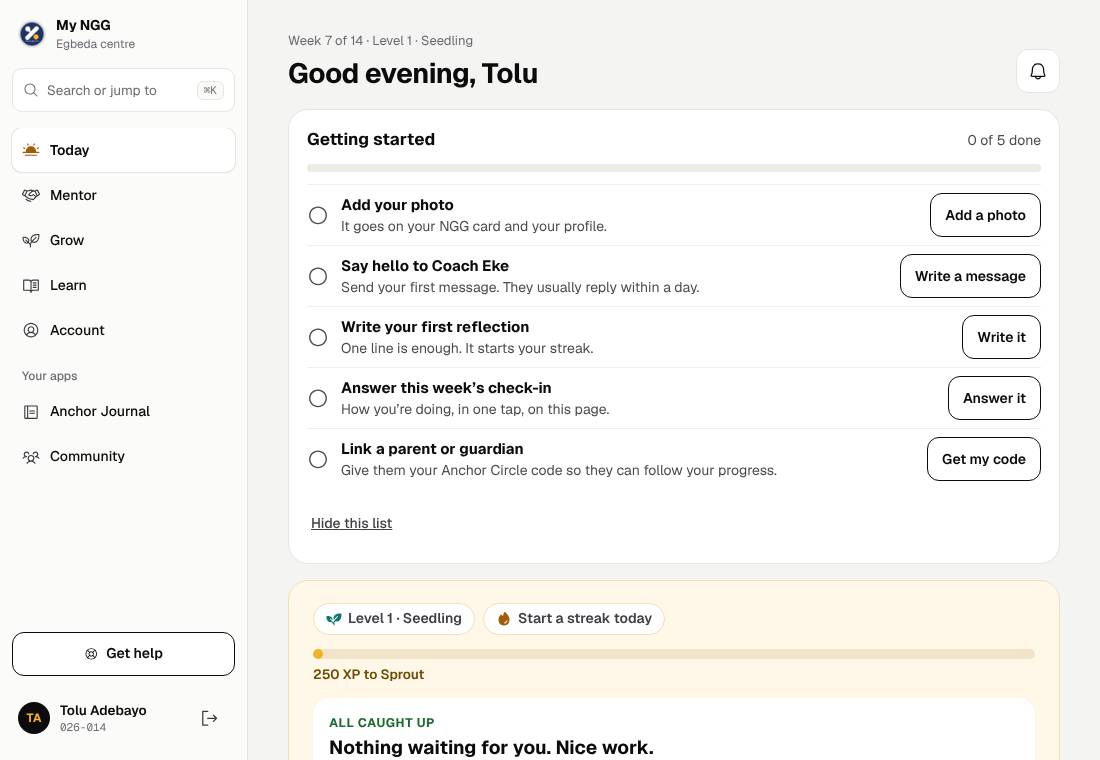 My NGG
Egbeda centre
Search or jump to
⌘K
Today
Mentor
Grow
Learn
Account
Your apps
Anchor Journal
Community
Get help
TA
Tolu Adebayo
026-014
Week 7 of 14 · Level 1 · Seedling
Good evening, Tolu
Getting started
0 of 5 done
Add your photo
It goes on your NGG card and your profile.
Add a photo
Say hello to Coach Eke
Send your first message. They usually reply within a day.
Write a message
Write your first reflection
One line is enough. It starts your streak.
Write it
Answer this week’s check-in
How you’re doing, in one tap, on this page.
Answer it
Link a parent or guardian
Give them your Anchor Circle code so they can follow your progress.
Get my code
Hide this list
Level 1 · Seedling
Start a streak today
250 XP to Sprout
ALL CAUGHT UP
Nothing waiting for you. Nice work.